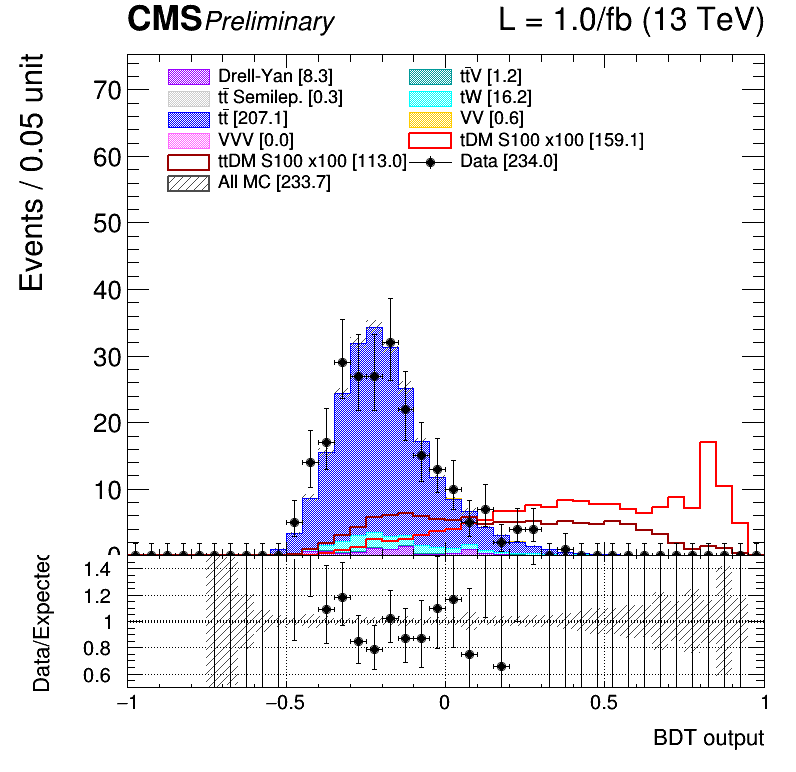 CMS Preliminary L = 1.0/fb (13 TeV)
Events / 0.05 unit
70
60
50
40
30
20
10
0
Drell-Yan [8.3]
tt̄ Semilep. [0.3]
tt̄ [207.1]
VVV [0.0]
ttDM S100 x100 [113.0]
All MC [233.7]
tt̄V [1.2]
tW [16.2]
VV [0.6]
tDM S100 x100 [159.1]
Data [234.0]
Data/Expected
1.4
1.2
1
0.8
0.6
−1 −0.5 0 0.5 1
BDT output